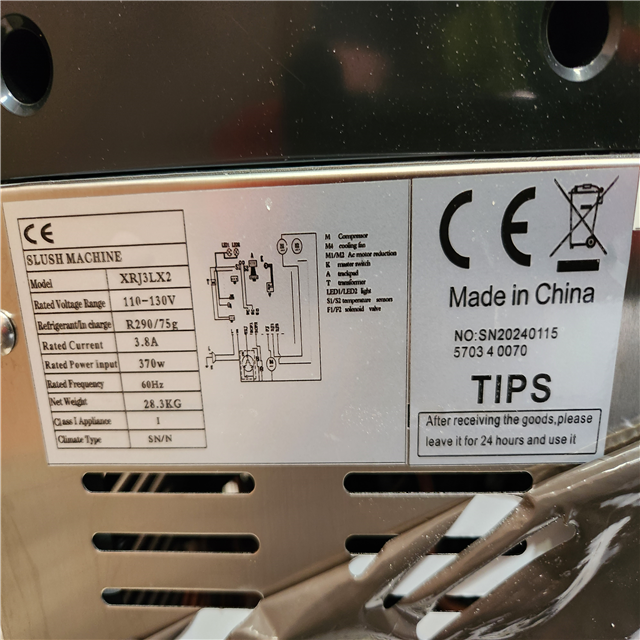 CE
SLUSH MACHINE
Model XRJ3LX2
Rated Voltage Range 110-130V
Refrigerant/in charge R290/75g
Rated Current 3.8A
Rated Power input 370w
Rated Frequency 60Hz
Net Weight 28.3KG
Class I Appliance 1
Climate Type SN/N
M Compressor
M4 cooling fan
M1/M2 Ac motor reduction
K master switch
A trackpad
T transformer
LED1/LED2 light
S1/S2 temperature sensors
F1/F2 solenoid valve
CE
Made in China
NO:SN20240115
5703 4 0070
TIPS
After receiving the goods,please
leave it for 24 hours and use it